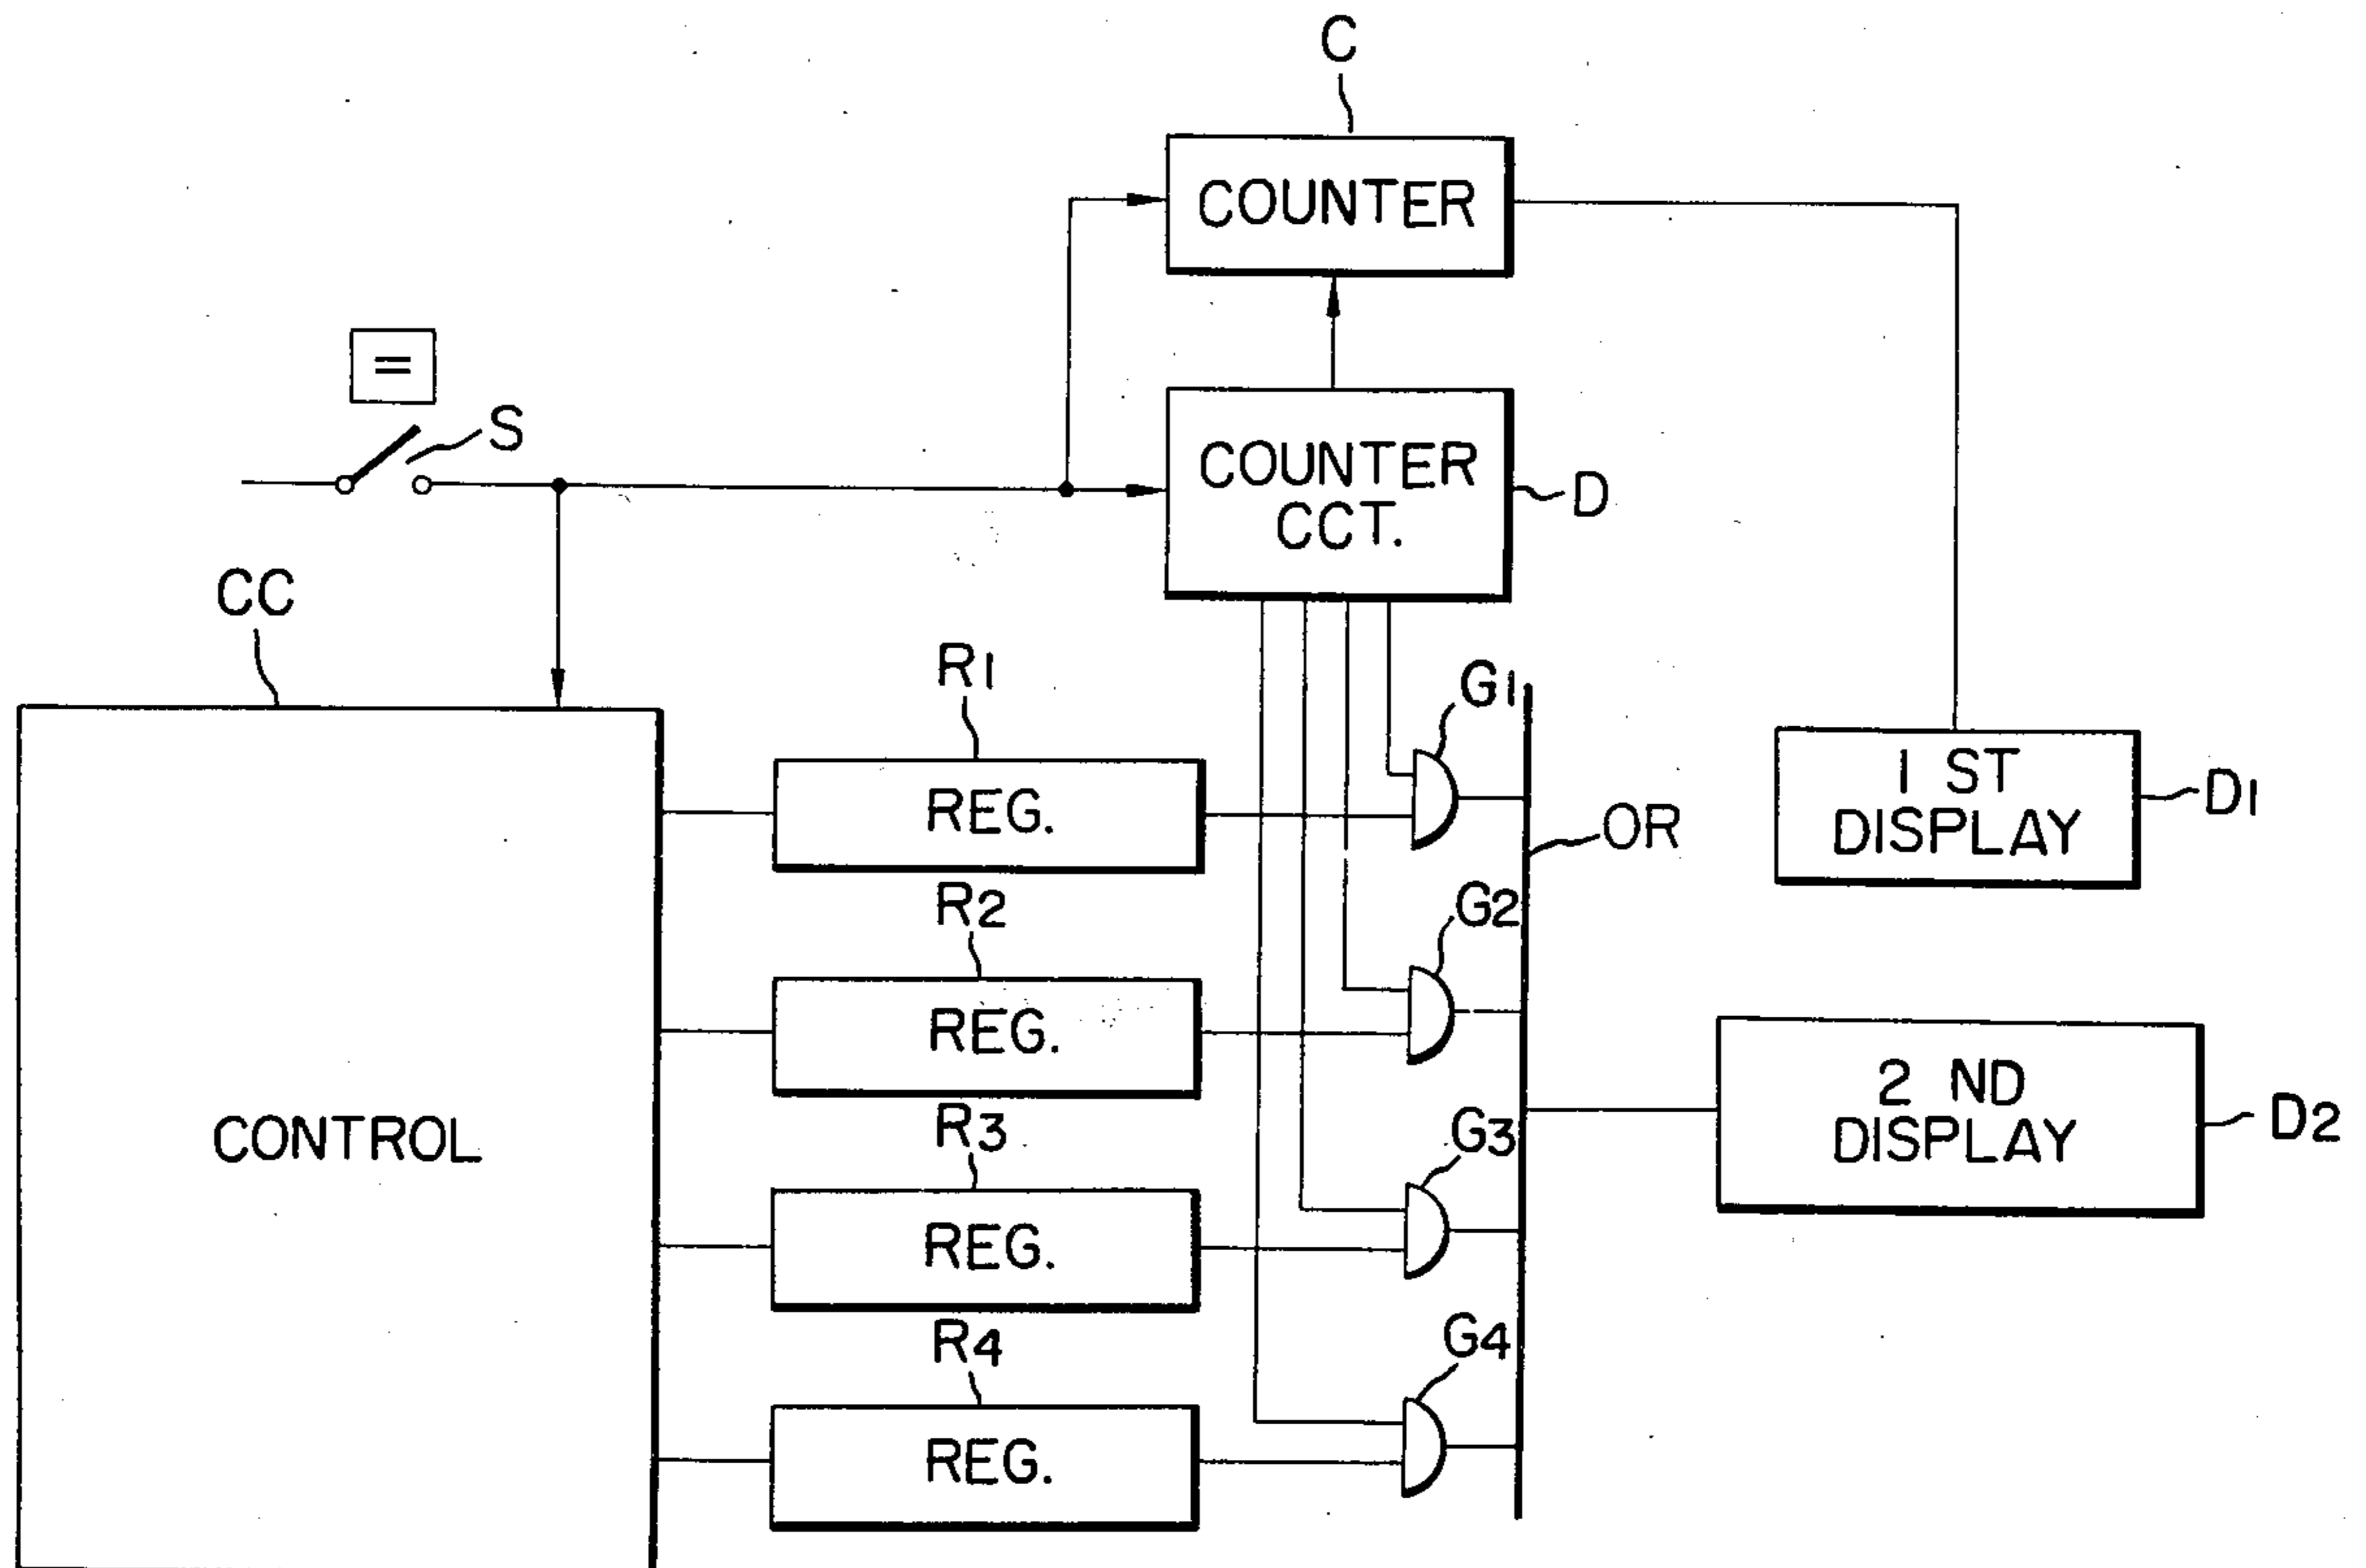 C
COUNTER
=
S
COUNTER
CCT.
D
CC
R1
G1
REG.
1 ST
DISPLAY
D1
OR
R2
G2
REG.
2 ND
DISPLAY
D2
CONTROL
R3
G3
REG.
R4
G4
REG.